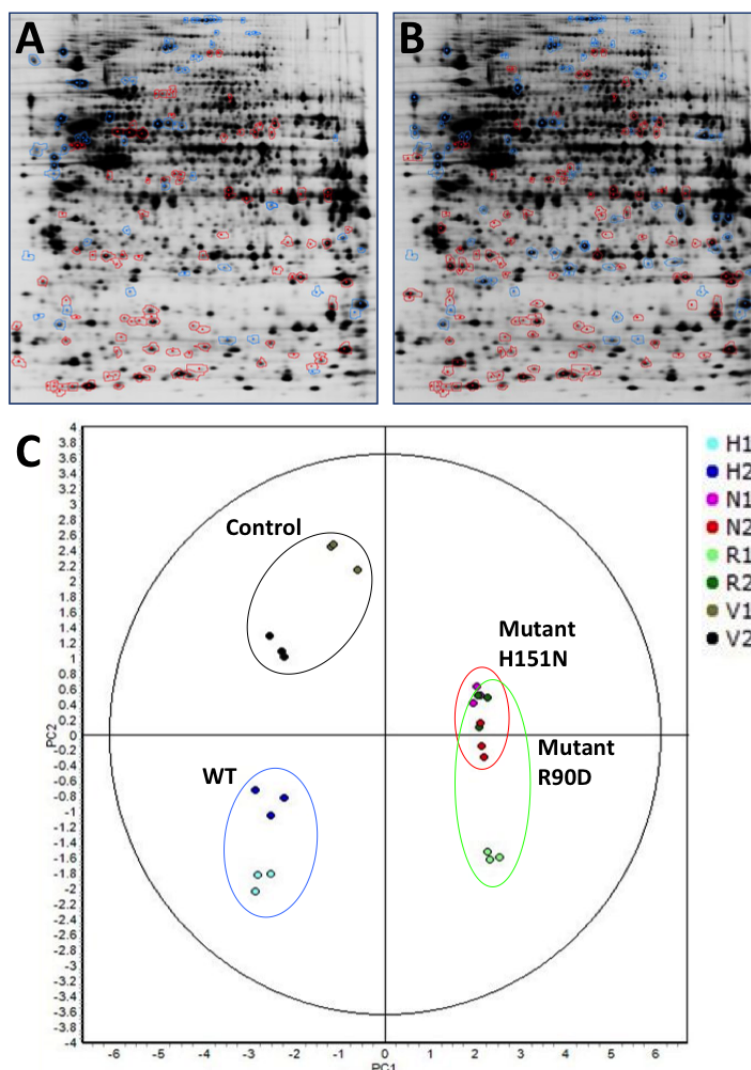 A
B
C
4
3.8
3.6
3.4
3.2
3
2.8
2.6
2.4
2.2
2
1.8
1.6
1.4
1.2
1
0.8
0.6
0.4
0.2
0
-0.2
-0.4
-0.6
-0.8
-1
-1.2
-1.4
-1.6
-1.8
-2
-2.2
-2.4
-2.6
-2.8
-3
-3.2
-3.4
-3.6
-3.8
-4
PC2
Control
Mutant
H151N
Mutant
R90D
WT
-6 -5 -4 -3 -2 -1 0 1 2 3 4 5 6
PC1
H1
H2
N1
N2
R1
R2
V1
V2